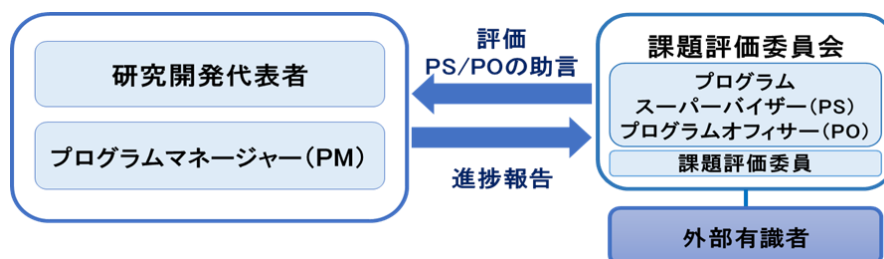 研究開発代表者
プログラムマネージャー（PM）
評価
PS/POの助言
進捗報告
課題評価委員会
プログラム
スーパーバイザー（PS）
プログラムオフィサー（PO）
課題評価委員
外部有識者